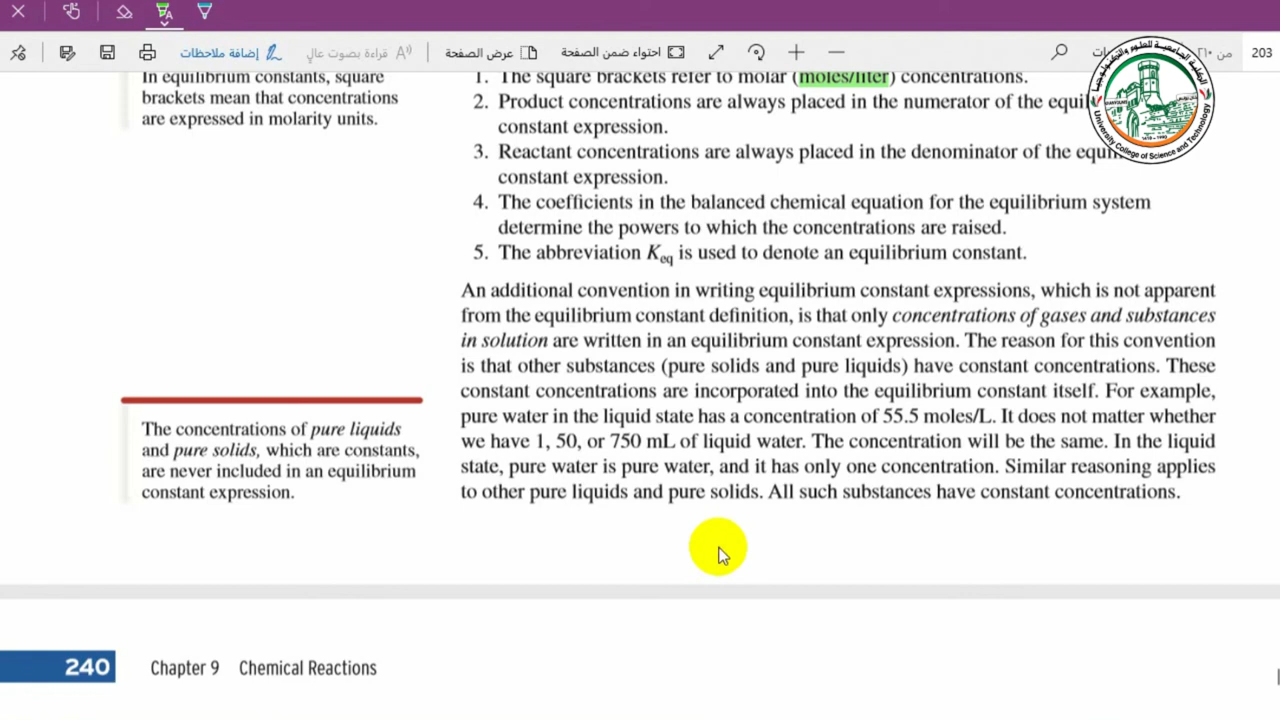 إضافة ملاحظات
قراءة بصوت عالٍ
عرض الصفحة
احتواء ضمن الصفحة
من
203
University College of Science and Technology
In equilibrium constants, square
brackets mean that concentrations
are expressed in molarity units.
1. The square brackets refer to molar (moles/liter) concentrations.
2. Product concentrations are always placed in the numerator of the equi
constant expression.
3. Reactant concentrations are always placed in the denominator of the
constant expression.
4. The coefficients in the balanced chemical equation for the equilibrium system
determine the powers to which the concentrations are raised.
5. The abbreviation Keq is used to denote an equilibrium constant.
An additional convention in writing equilibrium constant expressions, which is not apparent
from the equilibrium constant definition, is that only concentrations of gases and substances
in solution are written in an equilibrium constant expression. The reason for this convention
is that other substances (pure solids and pure liquids) have constant concentrations. These
constant concentrations are incorporated into the equilibrium constant itself. For example,
pure water in the liquid state has a concentration of 55.5 moles/L. It does not matter whether
we have 1, 50, or 750 mL of liquid water. The concentration will be the same. In the liquid
state, pure water is pure water, and it has only one concentration. Similar reasoning applies
to other pure liquids and pure solids. All such substances have constant concentrations.
The concentrations of pure liquids
and pure solids, which are constants,
are never included in an equilibrium
constant expression.
240 Chapter 9 Chemical Reactions